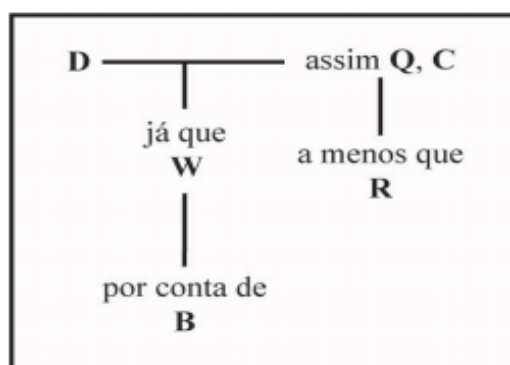 D assim Q, C
já que
W
a menos que
R
por conta de
B